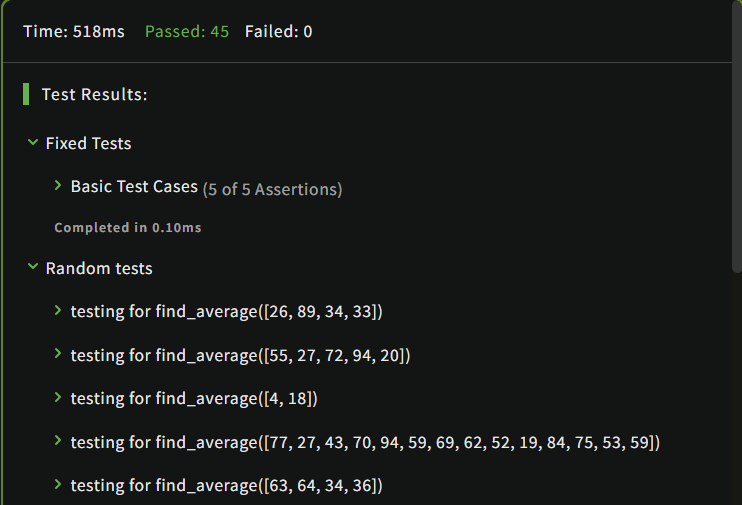 Time: 518ms Passed: 45 Failed: 0
Test Results:
Fixed Tests
Basic Test Cases (5 of 5 Assertions)
Completed in 0.10ms
Random tests
testing for find_average([26, 89, 34, 33])
testing for find_average([55, 27, 72, 94, 20])
testing for find_average([4, 18])
testing for find_average([77, 27, 43, 70, 94, 59, 69, 62, 52, 19, 84, 75, 53, 59])
testing for find_average([63, 64, 34, 36])